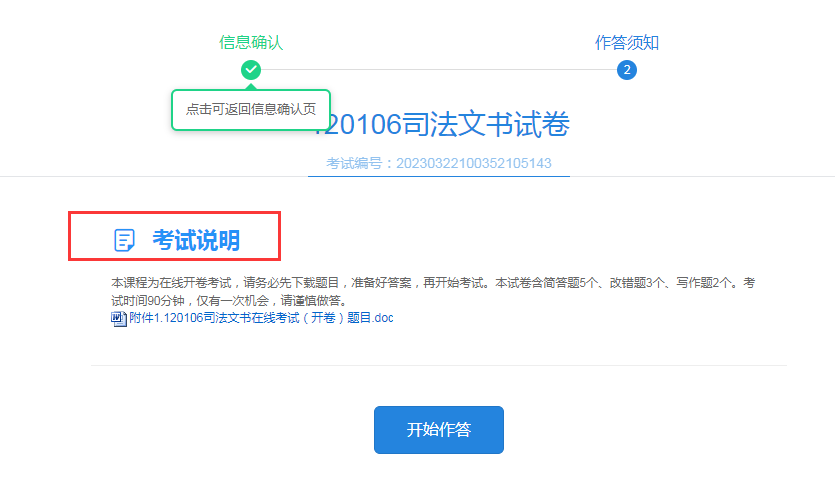 信息确认
作答须知
2
点击可返回信息确认页
120106司法文书试卷
考试编号：20230322100352105143
考试说明
本课程为在线开卷考试，请务必先下载题目，准备好答案，再开始考试。本试卷含简答题5个、改错题3个、写作题2个。考
试时间90分钟，仅有一次机会，请谨慎做答。
附件1.120106司法文书在线考试（开卷）题目.doc
开始作答